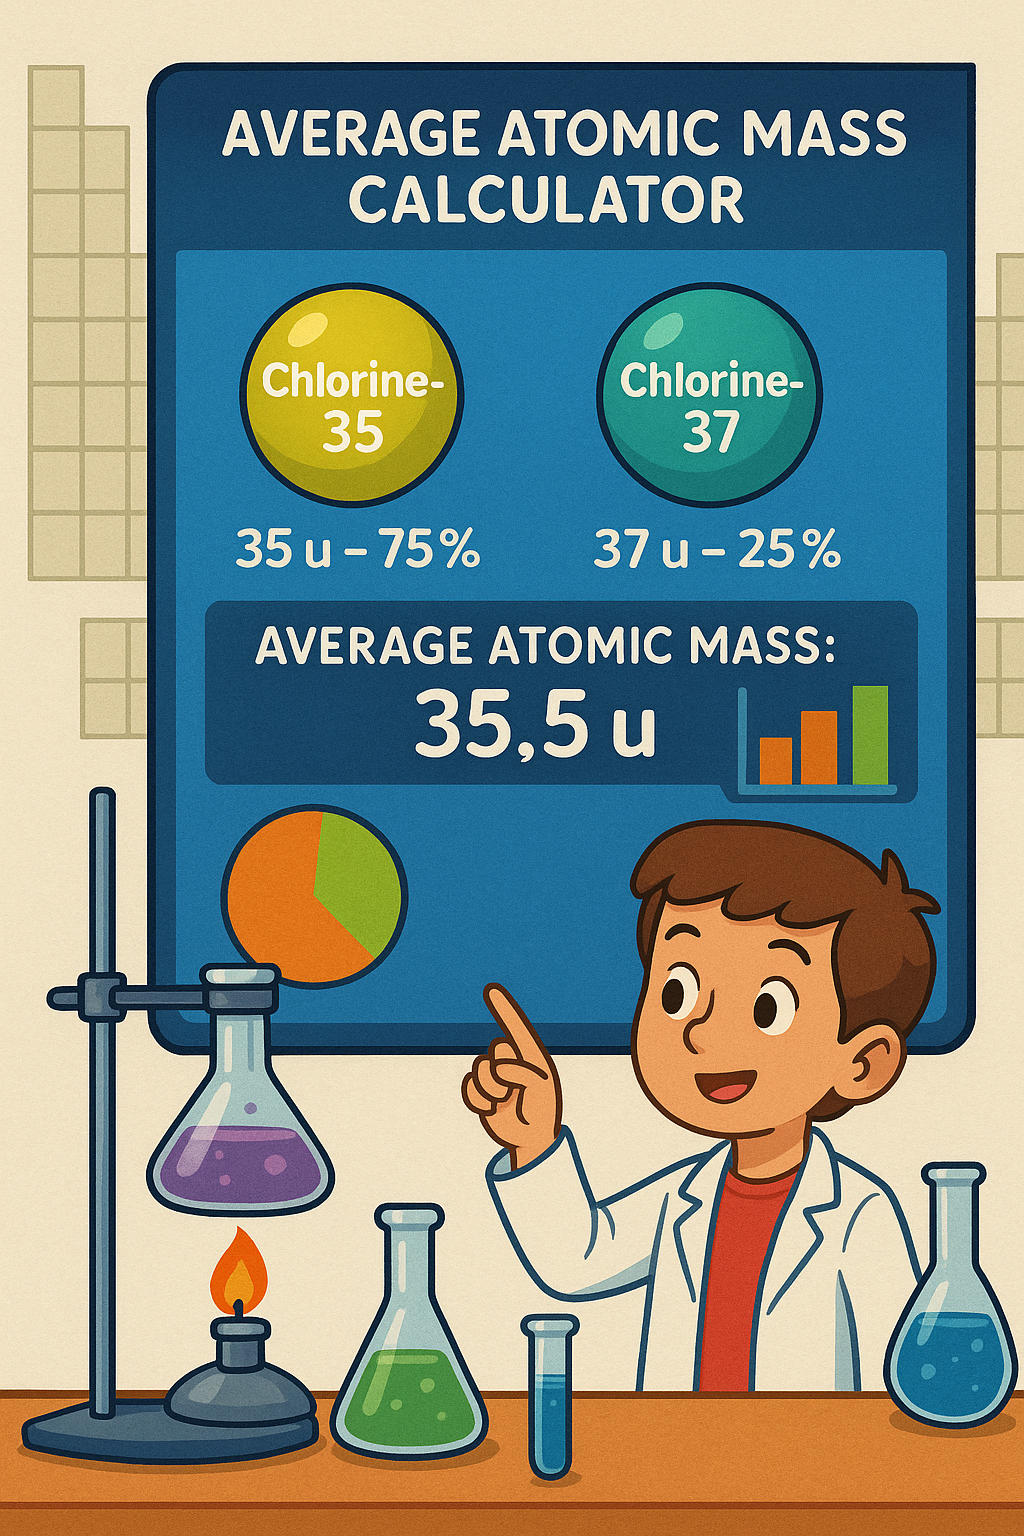 AVERAGE ATOMIC MASS
CALCULATOR
Chlorine-
35
Chlorine-
37
35 u – 75%
37 u – 25%
AVERAGE ATOMIC MASS:
35,5 u